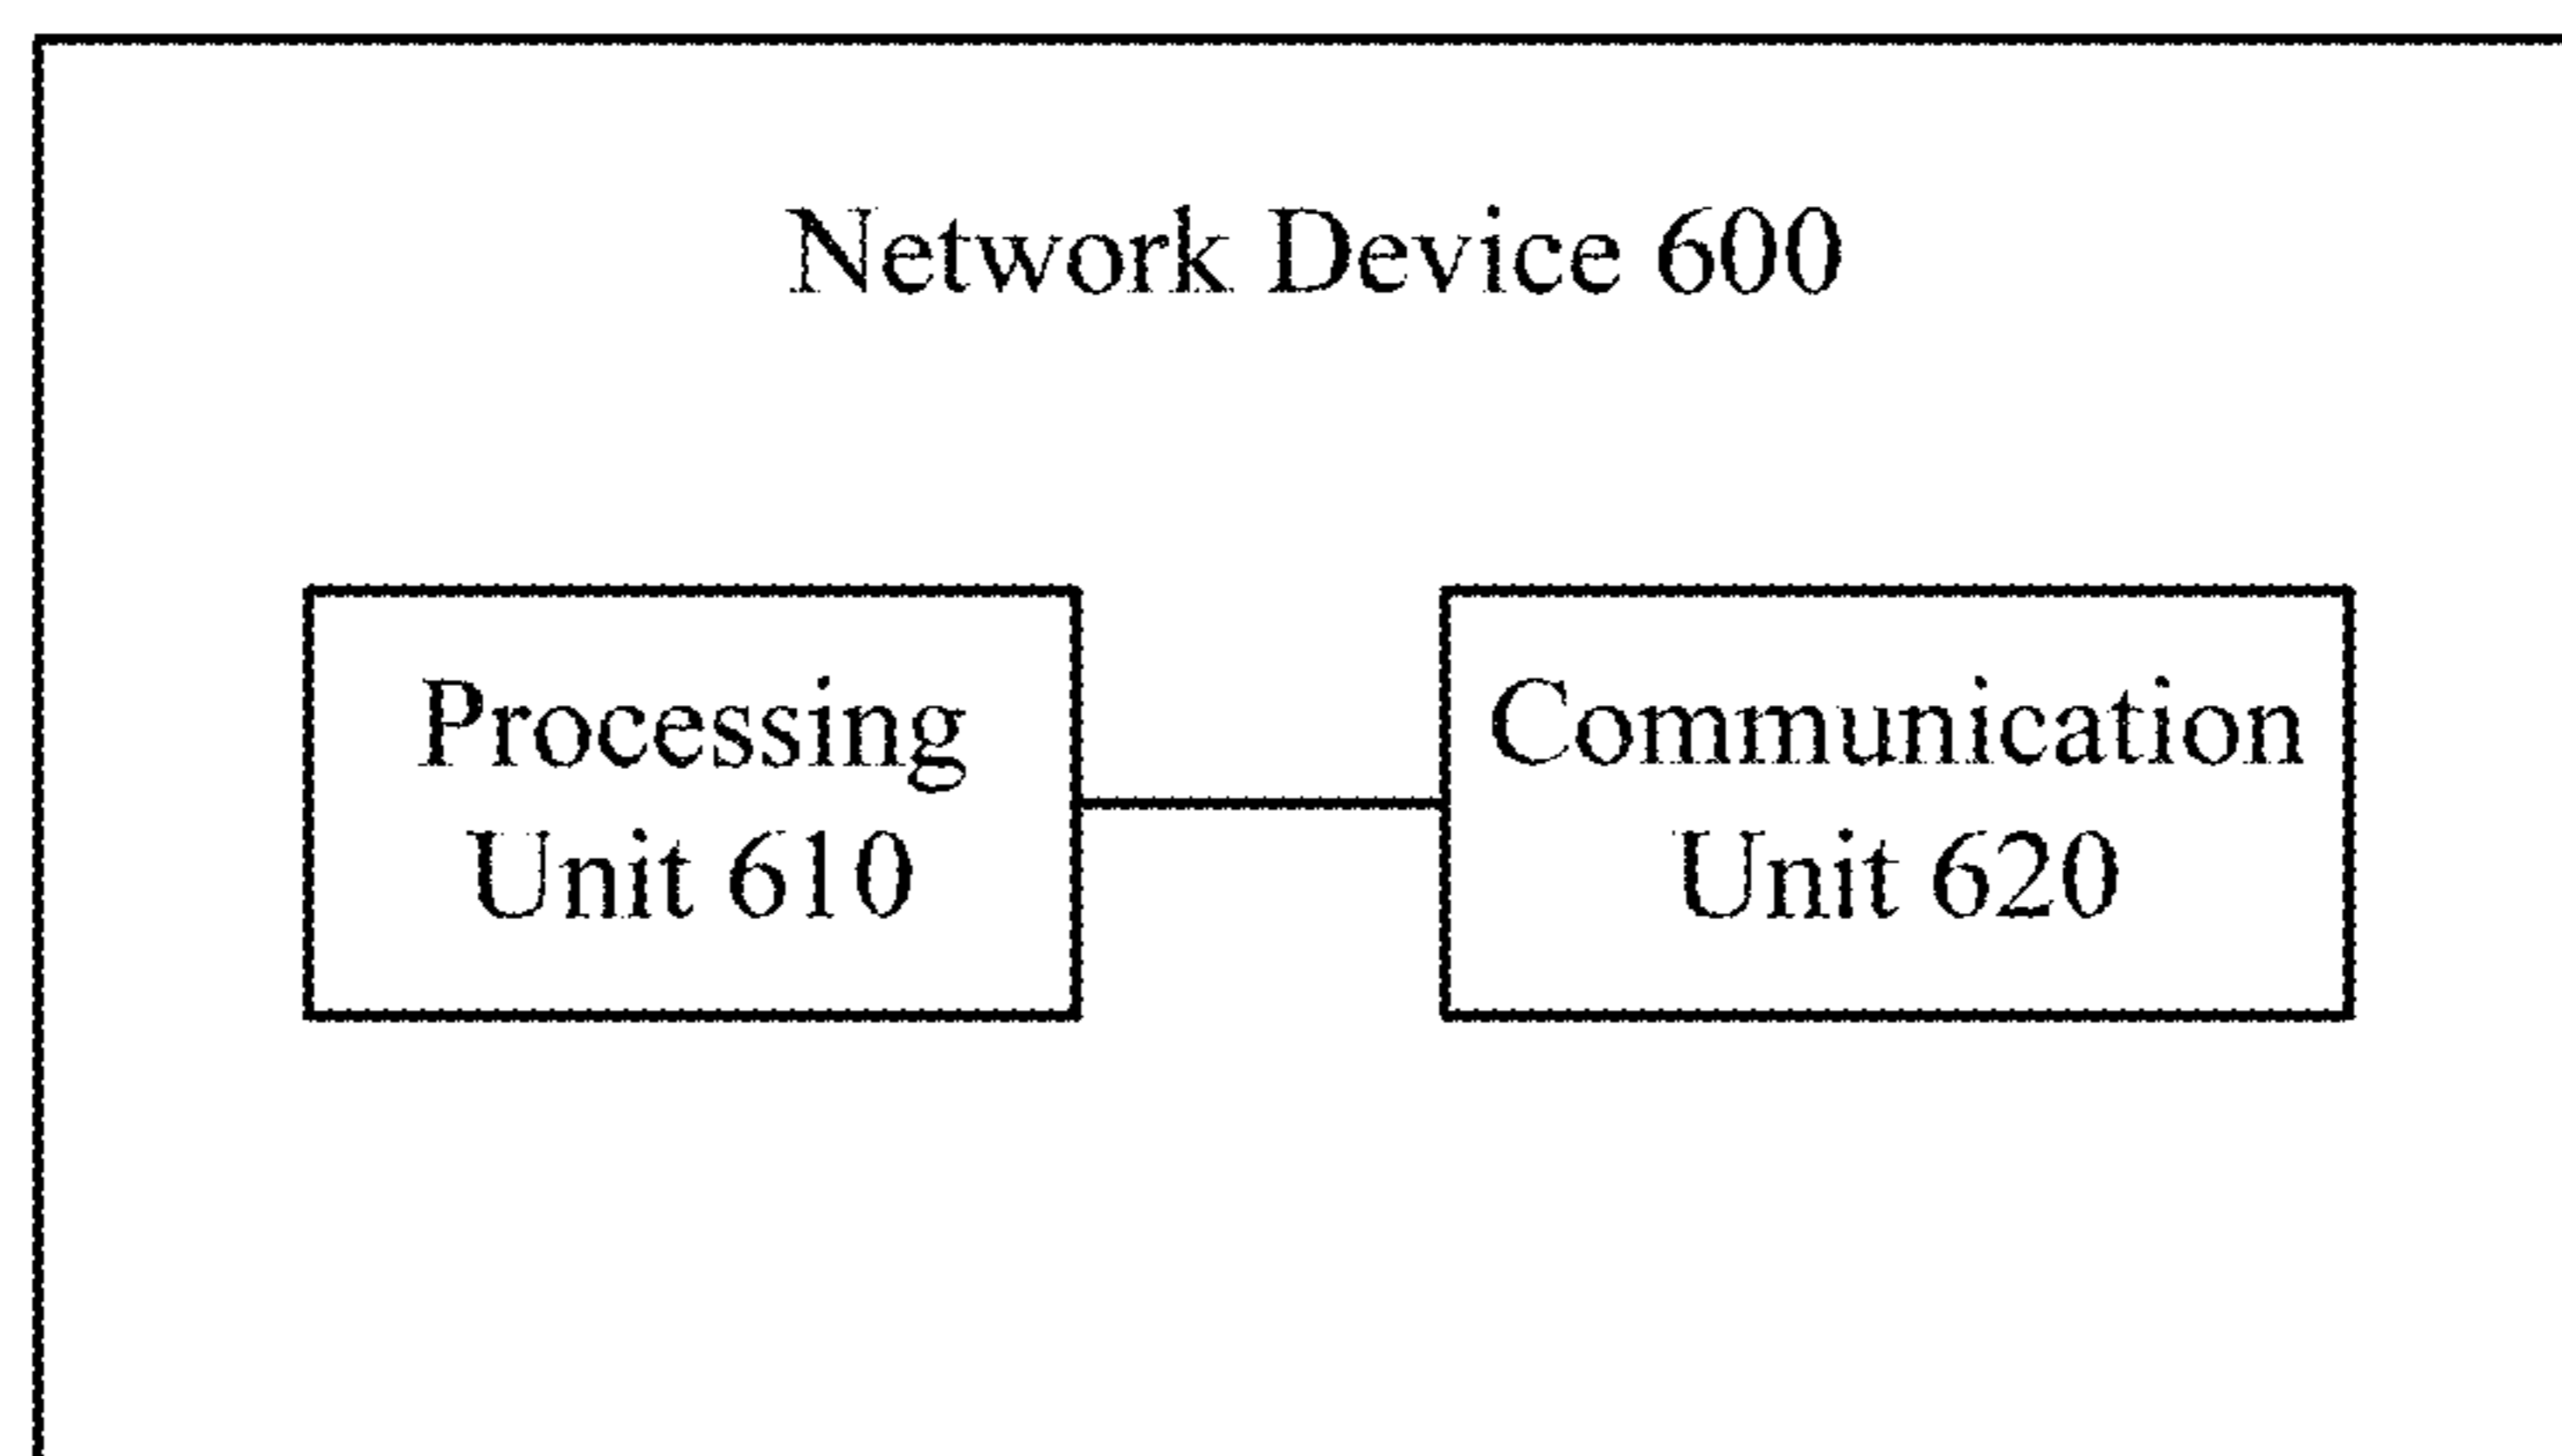 Network Device 600
Processing
Unit 610
Communication
Unit 620